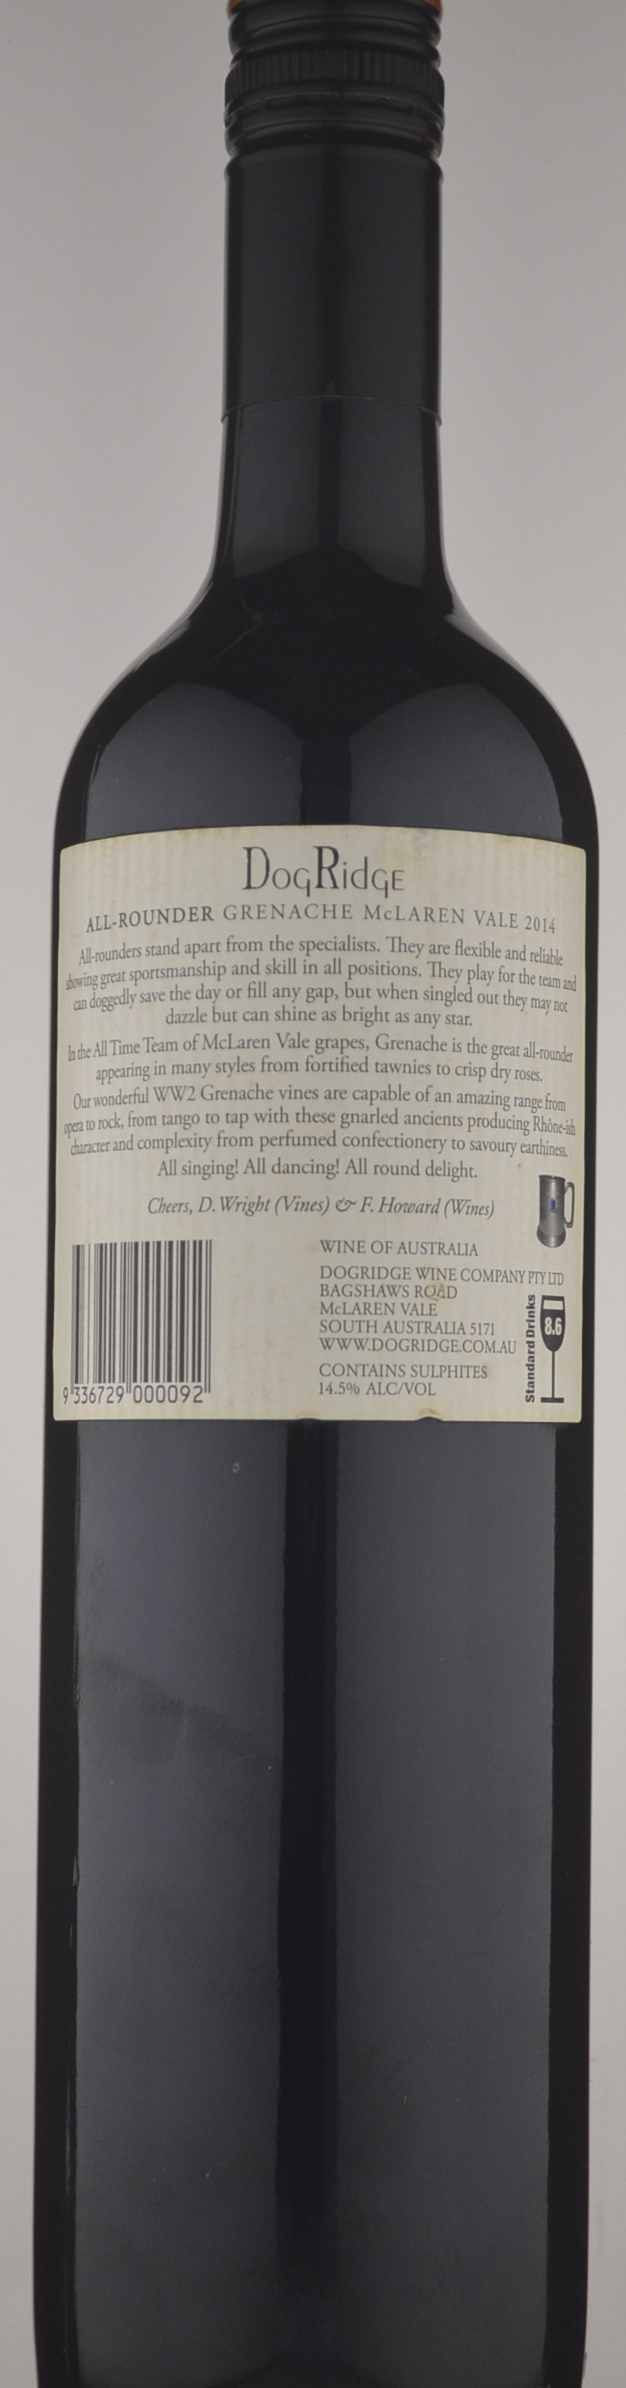 DogRidge
ALL-ROUNDER GRENACHE McLAREN VALE 2014
All-rounders stand apart from the specialists. They are flexible and reliable
showing great sportsmanship and skill in all positions. They play for the team and
can doggedly save the day or fill any gap, but when singled out they may not
dazzle but can shine as bright as any star.
In the All Time Team of McLaren Vale grapes, Grenache is the great all-rounder
appearing in many styles from fortified tawnies to crisp dry roses.
Our wonderful WW2 Grenache vines are capable of an amazing range from
opera to rock, from tango to tap with these gnarled ancients producing Rhône-ish
character and complexity from perfumed confectionery to savoury earthiness.
All singing! All dancing! All round delight.
Cheers, D. Wright (Vines) & F. Howard (Wines)
WINE OF AUSTRALIA
DOGRIDGE WINE COMPANY PTY LTD
BAGSHAWS ROAD
McLAREN VALE
SOUTH AUSTRALIA 5171
WWW.DOGRIDGE.COM.AU
CONTAINS SULPHITES
14.5% ALC/VOL
Standard Drinks
8.6
9 336729 000092